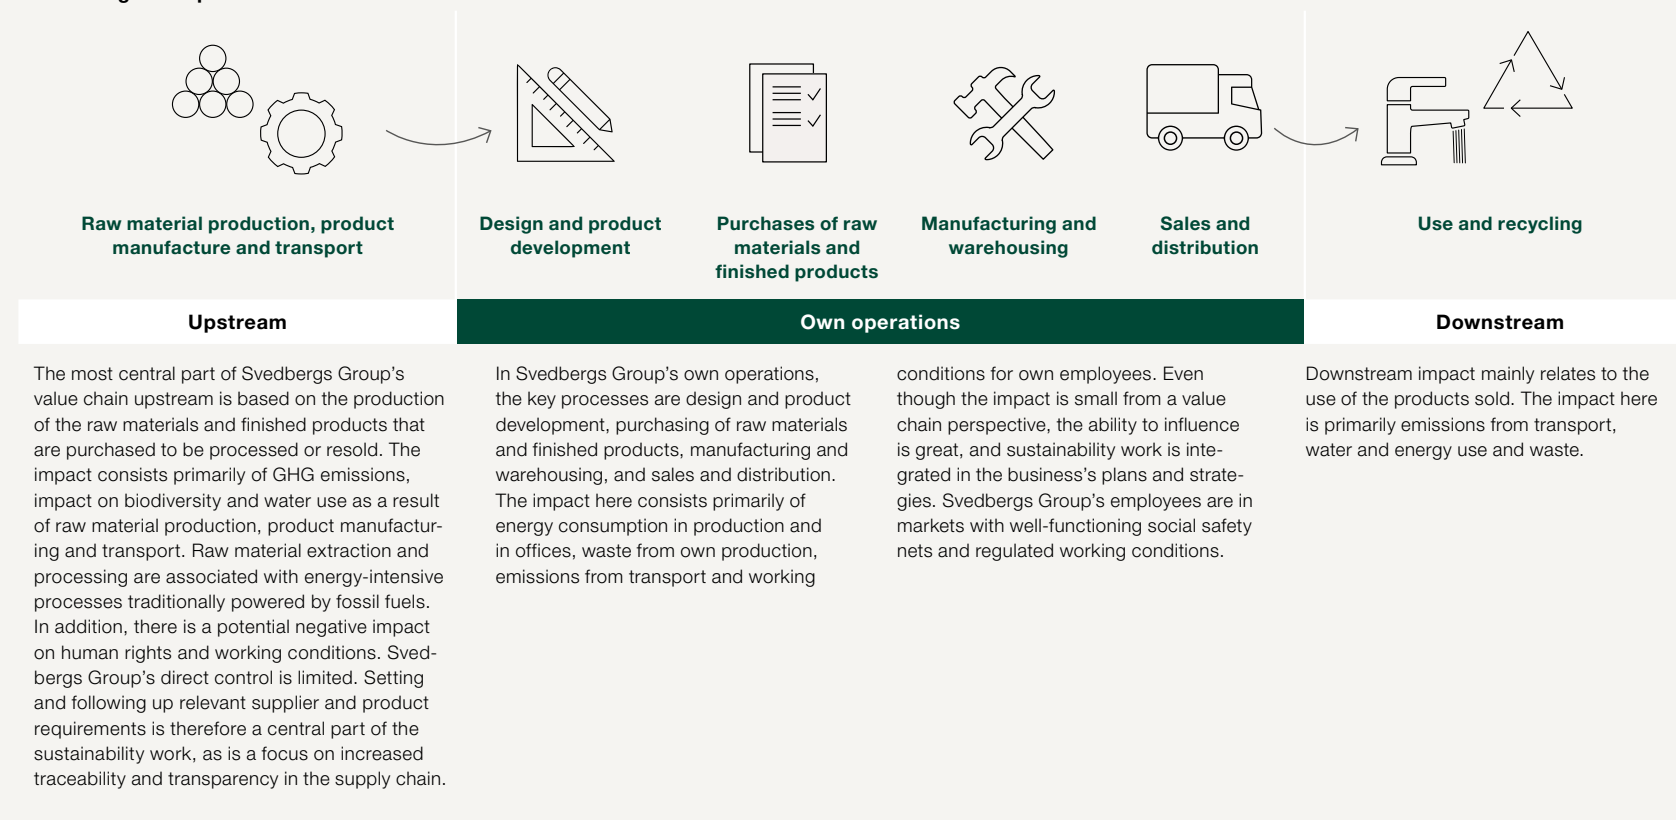 Raw material production, product
manufacture and transport
Design and product
development
Purchases of raw
materials and
finished products
Manufacturing and
warehousing
Sales and
distribution
Use and recycling
Upstream
Own operations
Downstream
The most central part of Svedbergs Group’s
value chain upstream is based on the production
of the raw materials and finished products that
are purchased to be processed or resold. The
impact consists primarily of GHG emissions,
impact on biodiversity and water use as a result
of raw material production, product manufactur-
ing and transport. Raw material extraction and
processing are associated with energy-intensive
processes traditionally powered by fossil fuels.
In addition, there is a potential negative impact
on human rights and working conditions. Sved-
bergs Group’s direct control is limited. Setting
and following up relevant supplier and product
requirements is therefore a central part of the
sustainability work, as is a focus on increased
traceability and transparency in the supply chain.
In Svedbergs Group’s own operations,
the key processes are design and product
development, purchasing of raw materials
and finished products, manufacturing and
warehousing, and sales and distribution.
The impact here consists primarily of
energy consumption in production and
in offices, waste from own production,
emissions from transport and working
conditions for own employees. Even
though the impact is small from a value
chain perspective, the ability to influence
is great, and sustainability work is inte-
grated in the business’s plans and strate-
gies. Svedbergs Group’s employees are in
markets with well-functioning social safety
nets and regulated working conditions.
Downstream impact mainly relates to the
use of the products sold. The impact here
is primarily emissions from transport,
water and energy use and waste.